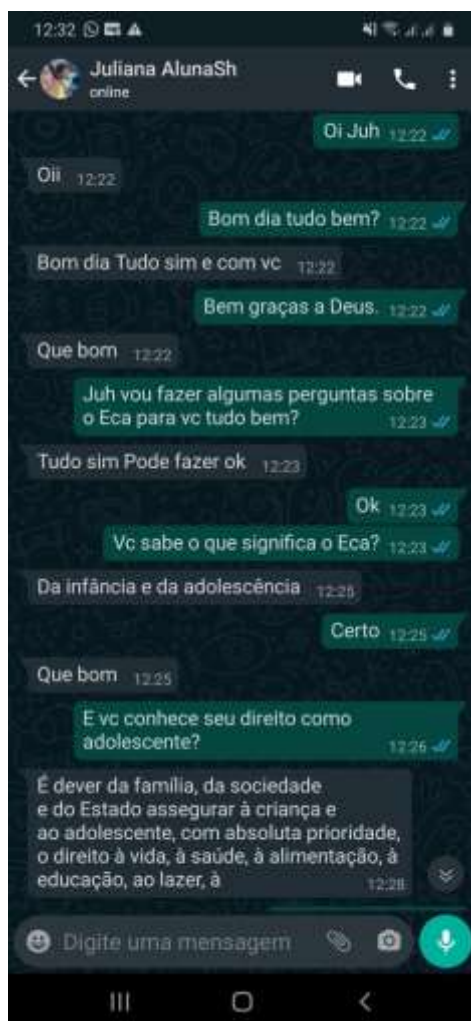 12:32
Juliana AlunaSh
online
Oi Juh 12:22
Oii 12:22
Bom dia tudo bem? 12:22
Bom dia Tudo sim e com vc 12:22
Bem graças a Deus. 12:22
Que bom 12:22
Juh vou fazer algumas perguntas sobre
o Eca para vc tudo bem? 12:23
Tudo sim Pode fazer ok 12:23
Ok 12:23
Vc sabe o que significa o Eca? 12:23
Da infância e da adolescência 12:25
Certo 12:25
Que bom 12:25
E vc conhece seu direito como
adolescente? 12:26
É dever da família, da sociedade
e do Estado assegurar à criança e
ao adolescente, com absoluta prioridade,
o direito à vida, à saúde, à alimentação, à
educação, ao lazer, à 12:28
Digite uma mensagem